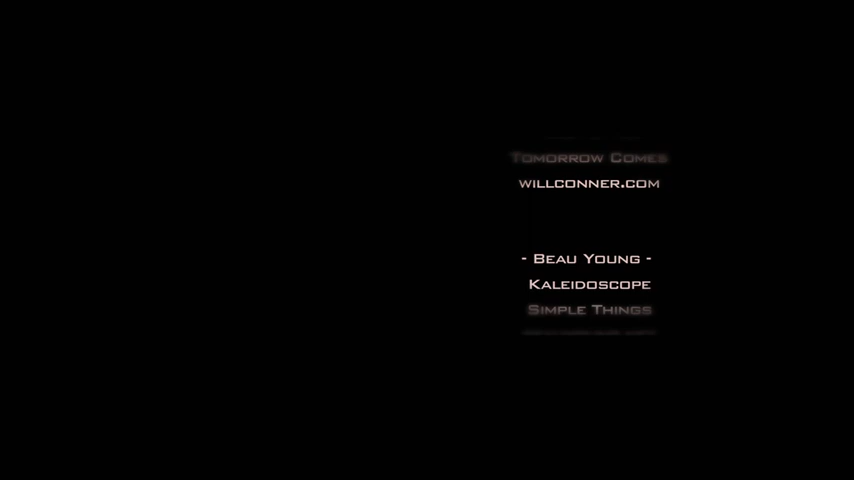 Tomorrow Comes
willconner.com
- Beau Young -
Kaleidoscope
Simple Things